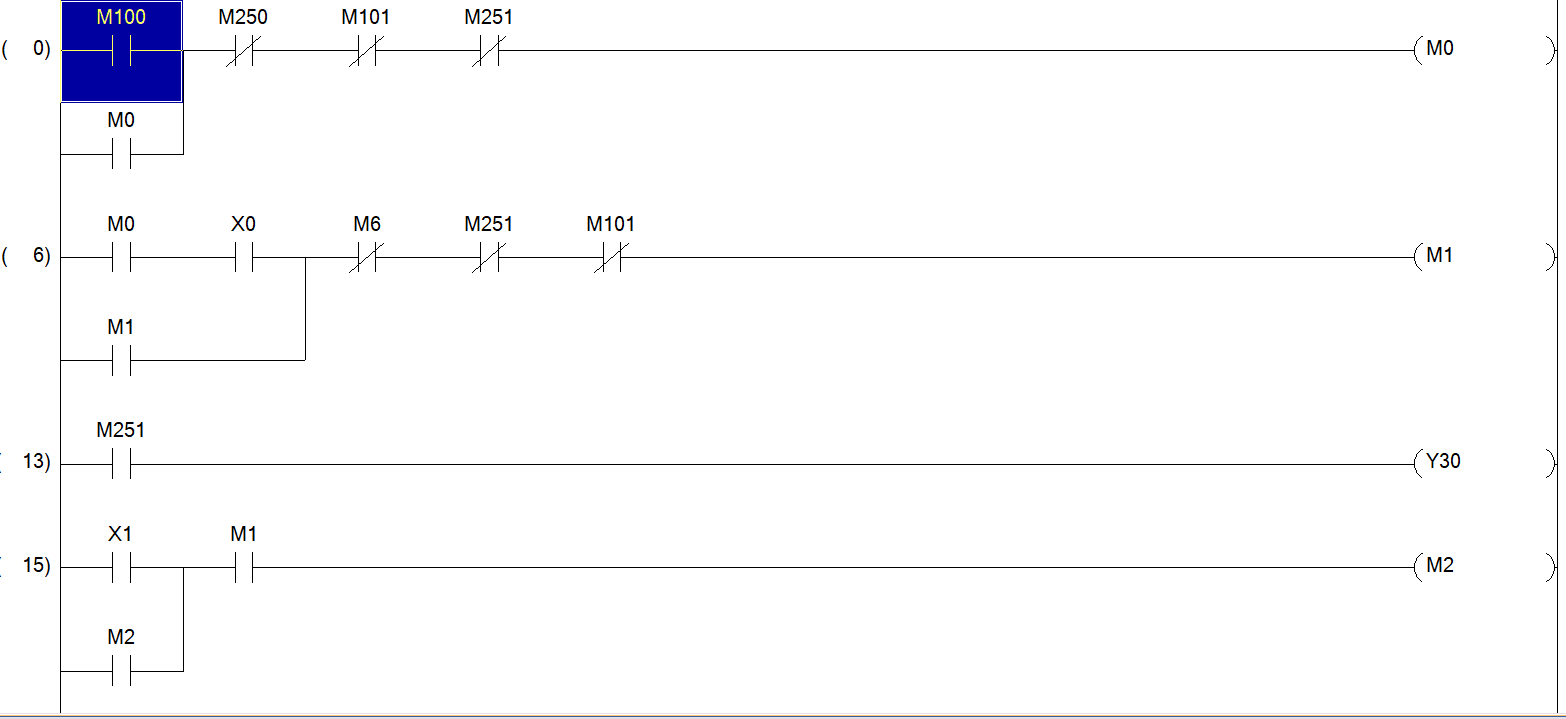 M100 M250 M101 M251
( 0) (M0 )
M0
M0 X0 M6 M251 M101
( 6) (M1 )
M1
M251
( 13) (Y30 )
X1 M1
( 15) (M2 )
M2